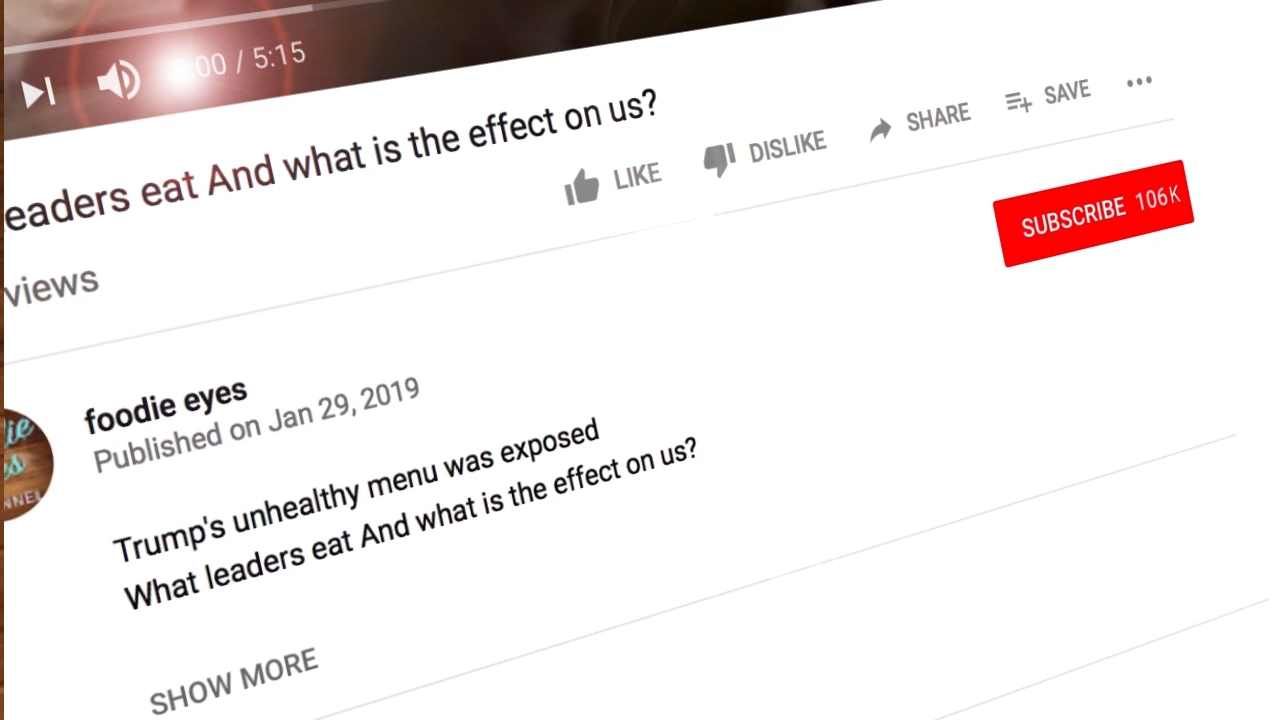 00 / 5:15
eaders eat And what is the effect on us?
LIKE
DISLIKE
SHARE
SAVE
views
SUBSCRIBE 106K
foodie eyes
Published on Jan 29, 2019
Trump's unhealthy menu was exposed
What leaders eat And what is the effect on us?
SHOW MORE